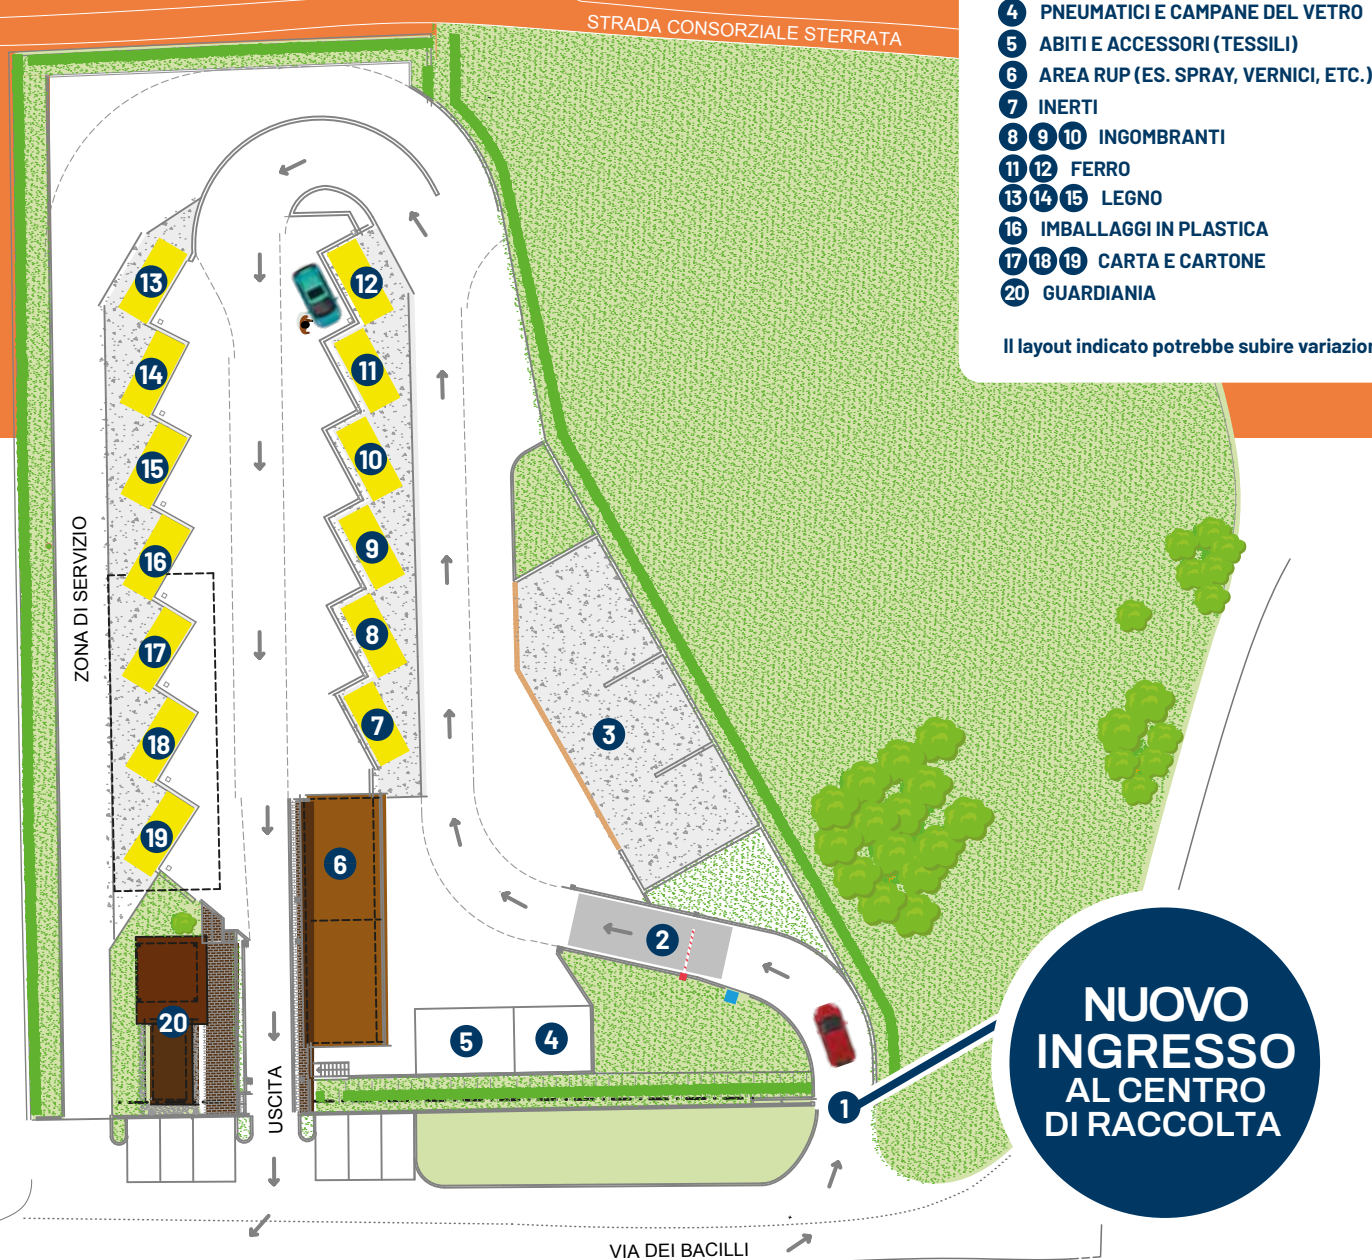 STRADA CONSORZIALE STERRATA
4 PNEUMATICI E CAMPANE DEL VETRO
5 ABITI E ACCESSORI (TESSILI)
6 AREA RUP (ES. SPRAY, VERNICI, ETC.)
7 INERTI
8 9 10 INGOMBRANTI
11 12 FERRO
13 14 15 LEGNO
16 IMBALLAGGI IN PLASTICA
17 18 19 CARTA E CARTONE
20 GUARDIANIA
Il layout indicato potrebbe subire variazion
13
12
14
11
15
10
16
9
17
8
18
7
19
3
6
2
20
5
4
1
ZONA DI SERVIZIO
USCITA
NUOVO
INGRESSO
AL CENTRO
DI RACCOLTA
VIA DEI BACILLI